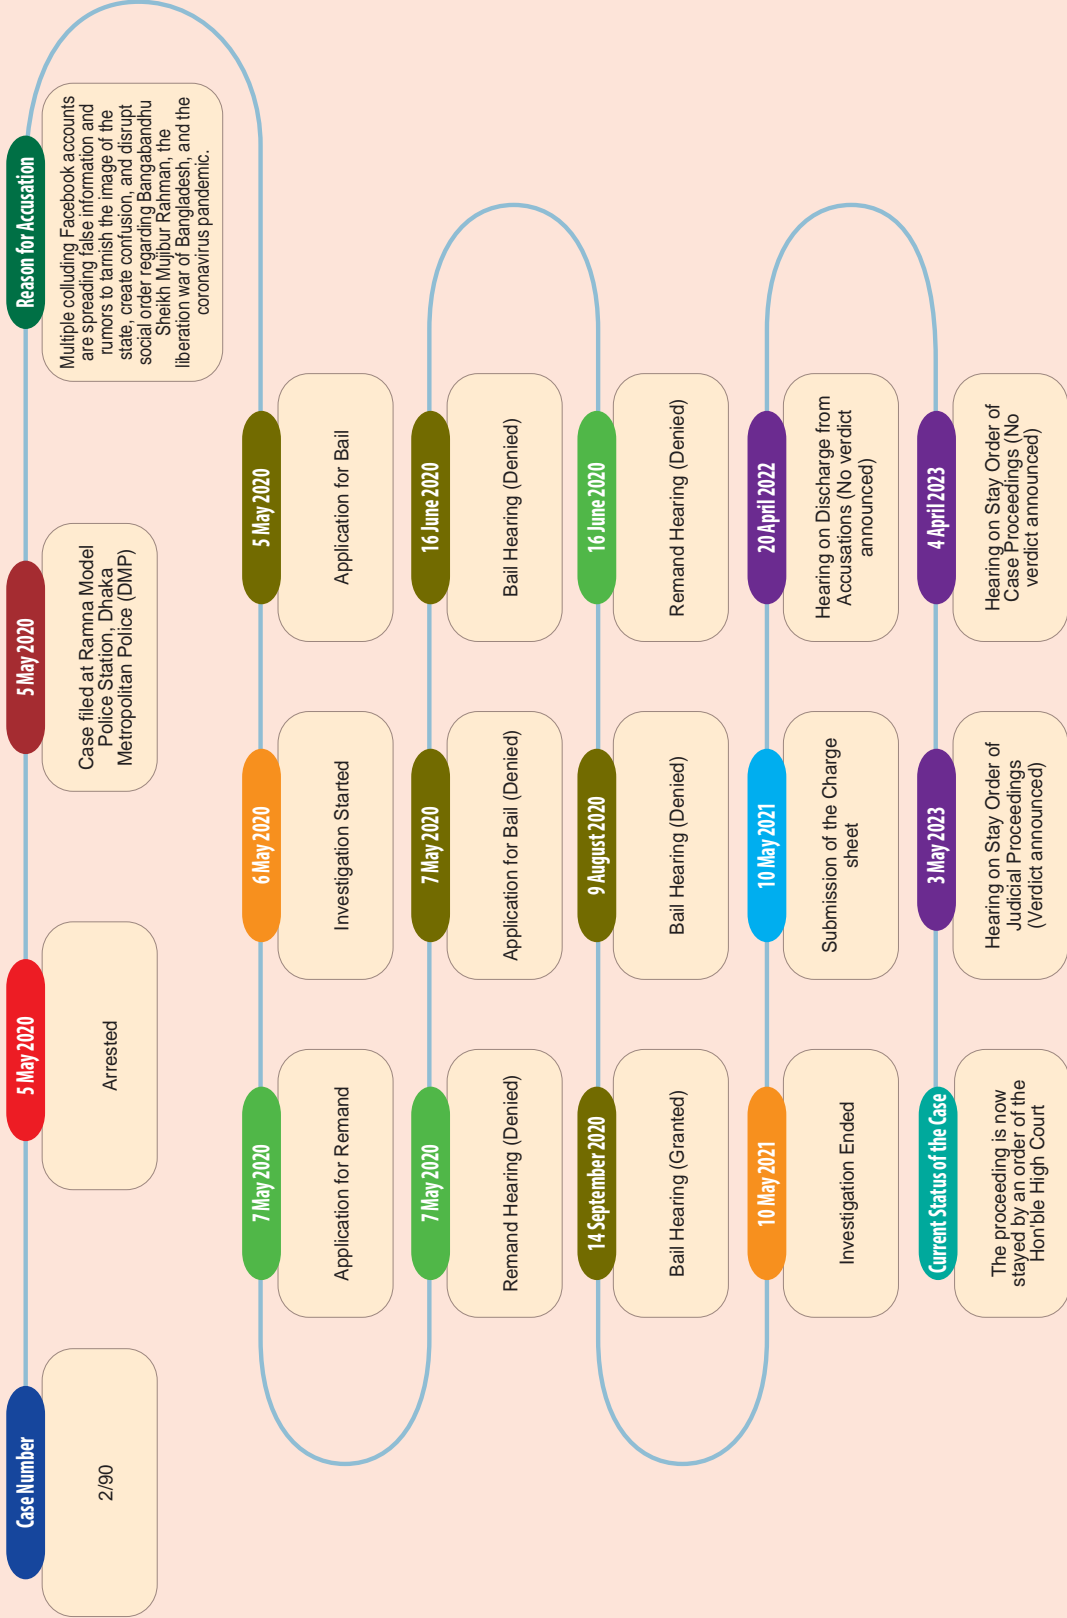 Case Number
2/90
5 May 2020
Arrested
5 May 2020
Case filed at Ramna Model
Police Station, Dhaka
Metropolitan Police (DMP)
Reason for Accusation
Multiple colluding Facebook accounts
are spreading false information and
rumors to tarnish the image of the
state, create confusion, and disrupt
social order regarding Bangabandhu
Sheikh Mujibur Rahman, the
liberation war of Bangladesh, and the
coronavirus pandemic.
5 May 2020
Application for Bail
6 May 2020
Investigation Started
7 May 2020
Application for Remand
7 May 2020
Remand Hearing (Denied)
7 May 2020
Application for Bail (Denied)
16 June 2020
Bail Hearing (Denied)
16 June 2020
Remand Hearing (Denied)
9 August 2020
Bail Hearing (Denied)
14 September 2020
Bail Hearing (Granted)
10 May 2021
Investigation Ended
10 May 2021
Submission of the Charge
sheet
20 April 2022
Hearing on Discharge from
Accusations (No verdict
announced)
4 April 2023
Hearing on Stay Order of
Case Proceedings (No
verdict announced)
3 May 2023
Hearing on Stay Order of
Judicial Proceedings
(Verdict announced)
Current Status of the Case
The proceeding is now
stayed by an order of the
Hon'ble High Court